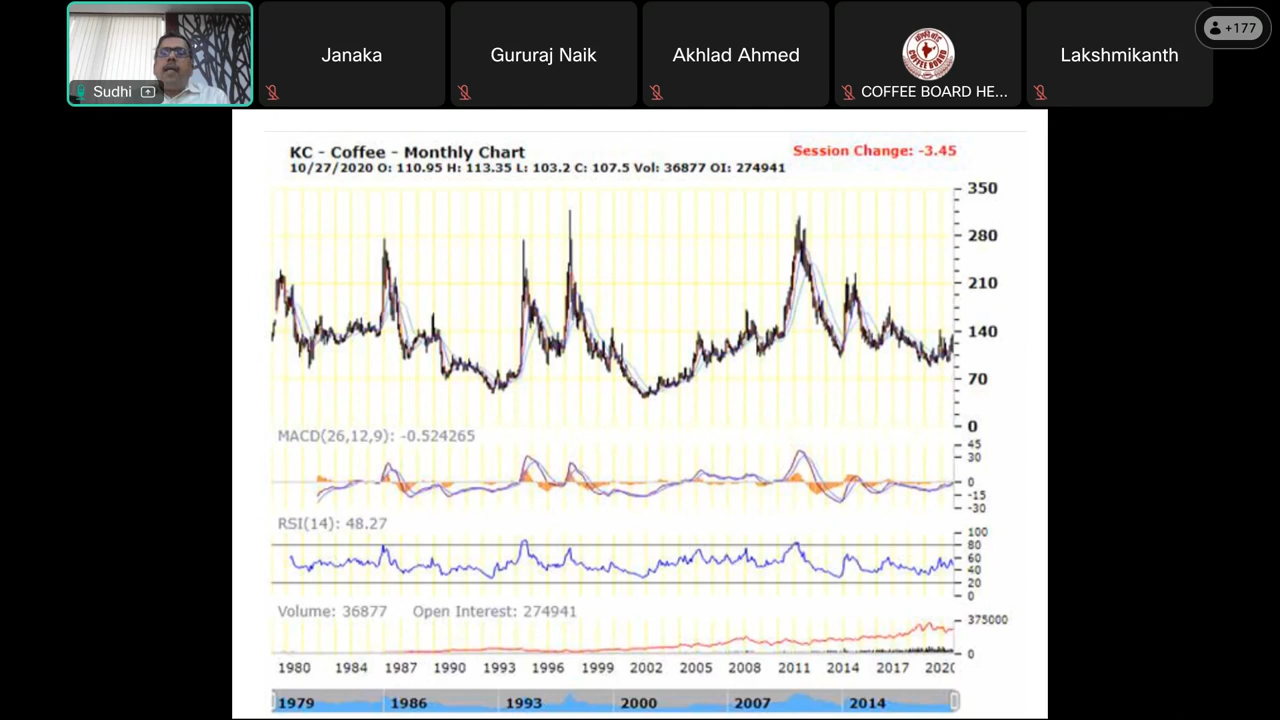 Sudhi
Janaka
Gururaj Naik
Akhlad Ahmed
COFFEE BOARD
COFFEE BOARD HE...
Lakshmikanth
+177
KC - Coffee - Monthly Chart
Session Change: -3.45
10/27/2020 O: 110.95 H: 113.35 L: 103.2 C: 107.5 Vol: 36877 OI: 274941
350
280
210
140
70
0
MACD(26,12,9): -0.524265
45
30
0
-15
-30
RSI(14): 48.27
100
80
60
40
20
0
Volume: 36877 Open Interest: 274941
375000
0
1980 1984 1987 1990 1993 1996 1999 2002 2005 2008 2011 2014 2017 2020
1979 1986 1993 2000 2007 2014